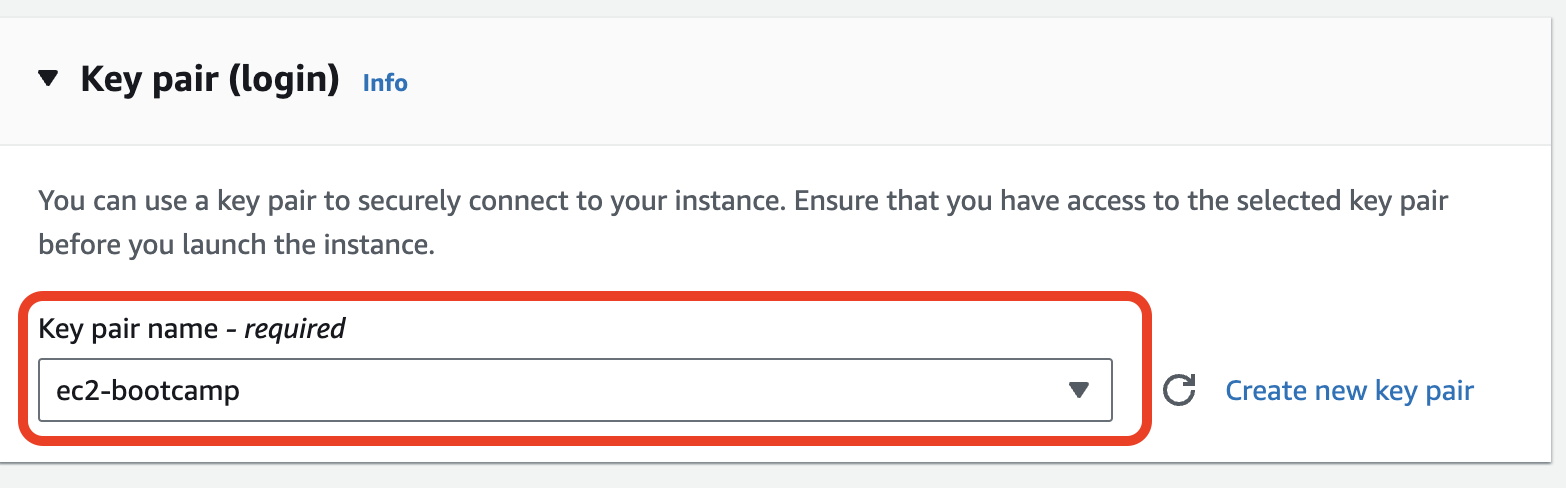 Key pair (login) Info
You can use a key pair to securely connect to your instance. Ensure that you have access to the selected key pair
before you launch the instance.
Key pair name - required
ec2-bootcamp
Create new key pair